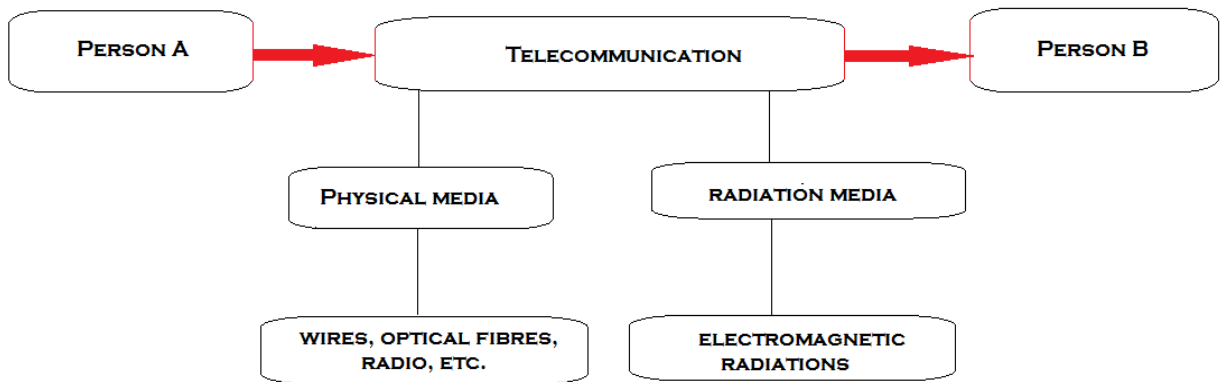 Person A
Telecommunication
Person B
Physical media
radiation media
wires, optical fibres,
radio, etc.
electromagnetic
radiations